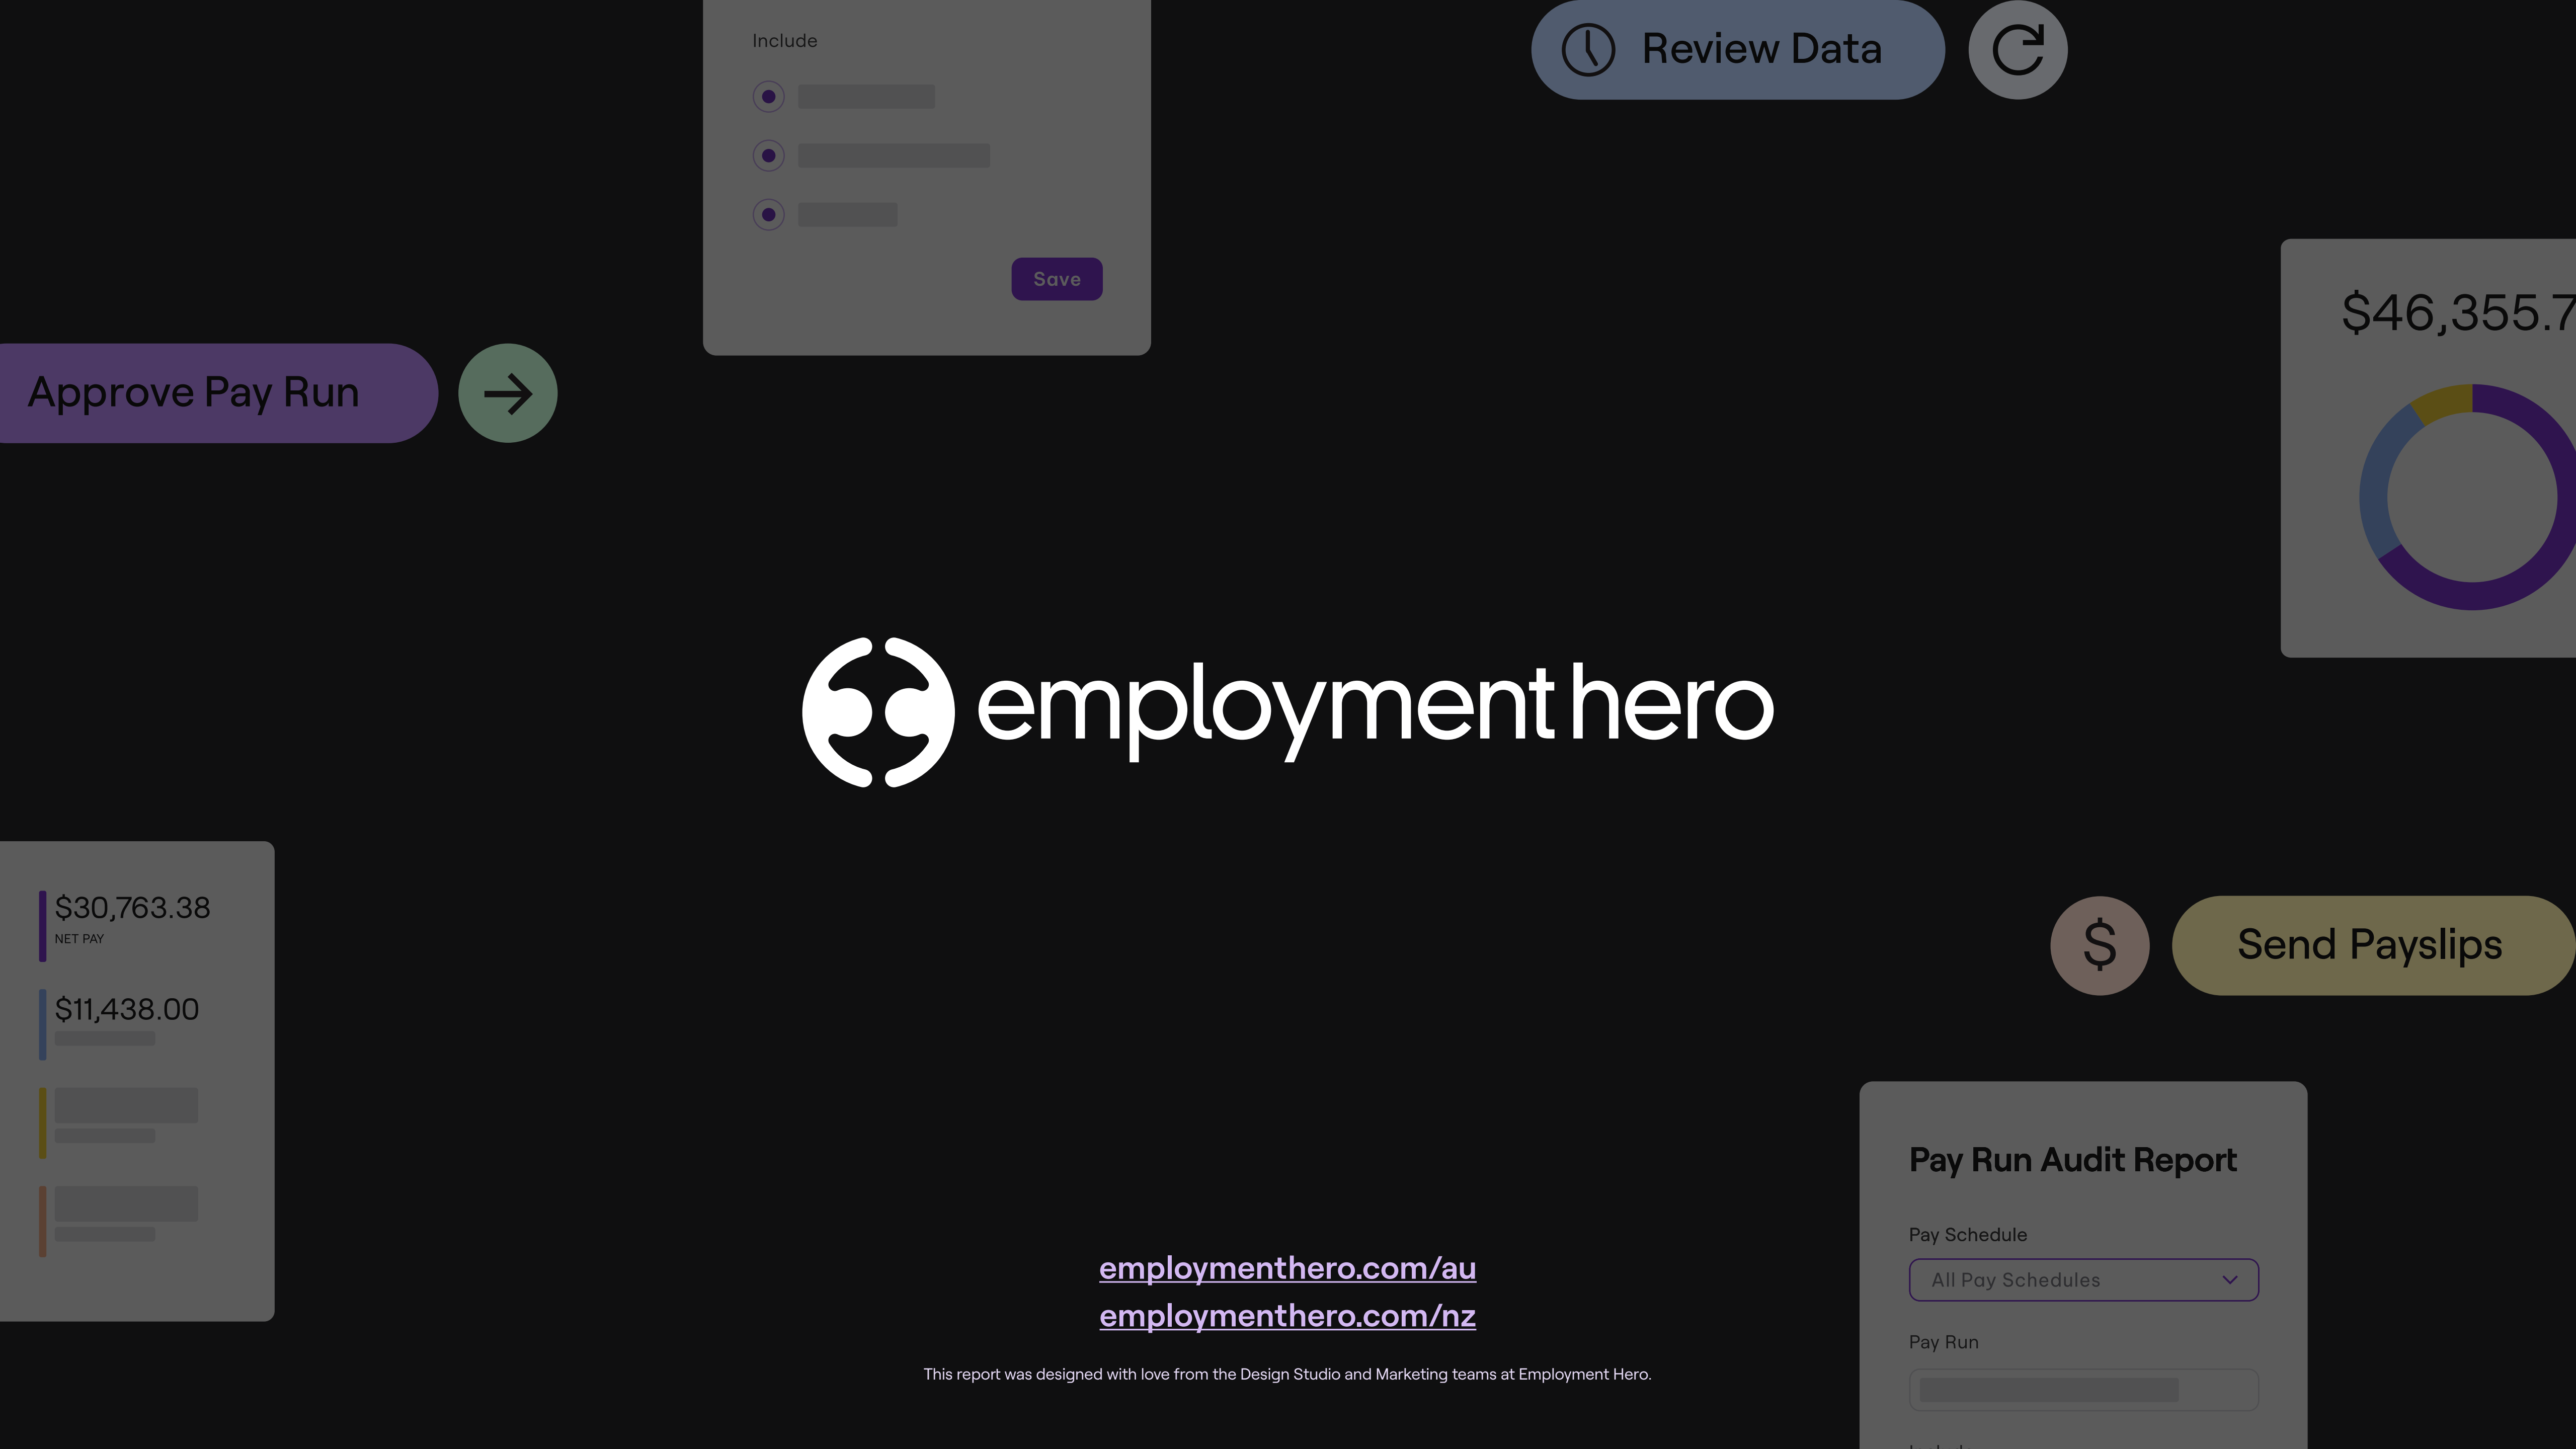 Include
Save
Review Data
Approve Pay Run
$46,355.7
employment hero
$30,763.38
NET PAY
$11,438.00
$
Send Payslips
Pay Run Audit Report
Pay Schedule
All Pay Schedules
Pay Run
employmenthero.com/au
employmenthero.com/nz
This report was designed with love from the Design Studio and Marketing teams at Employment Hero.